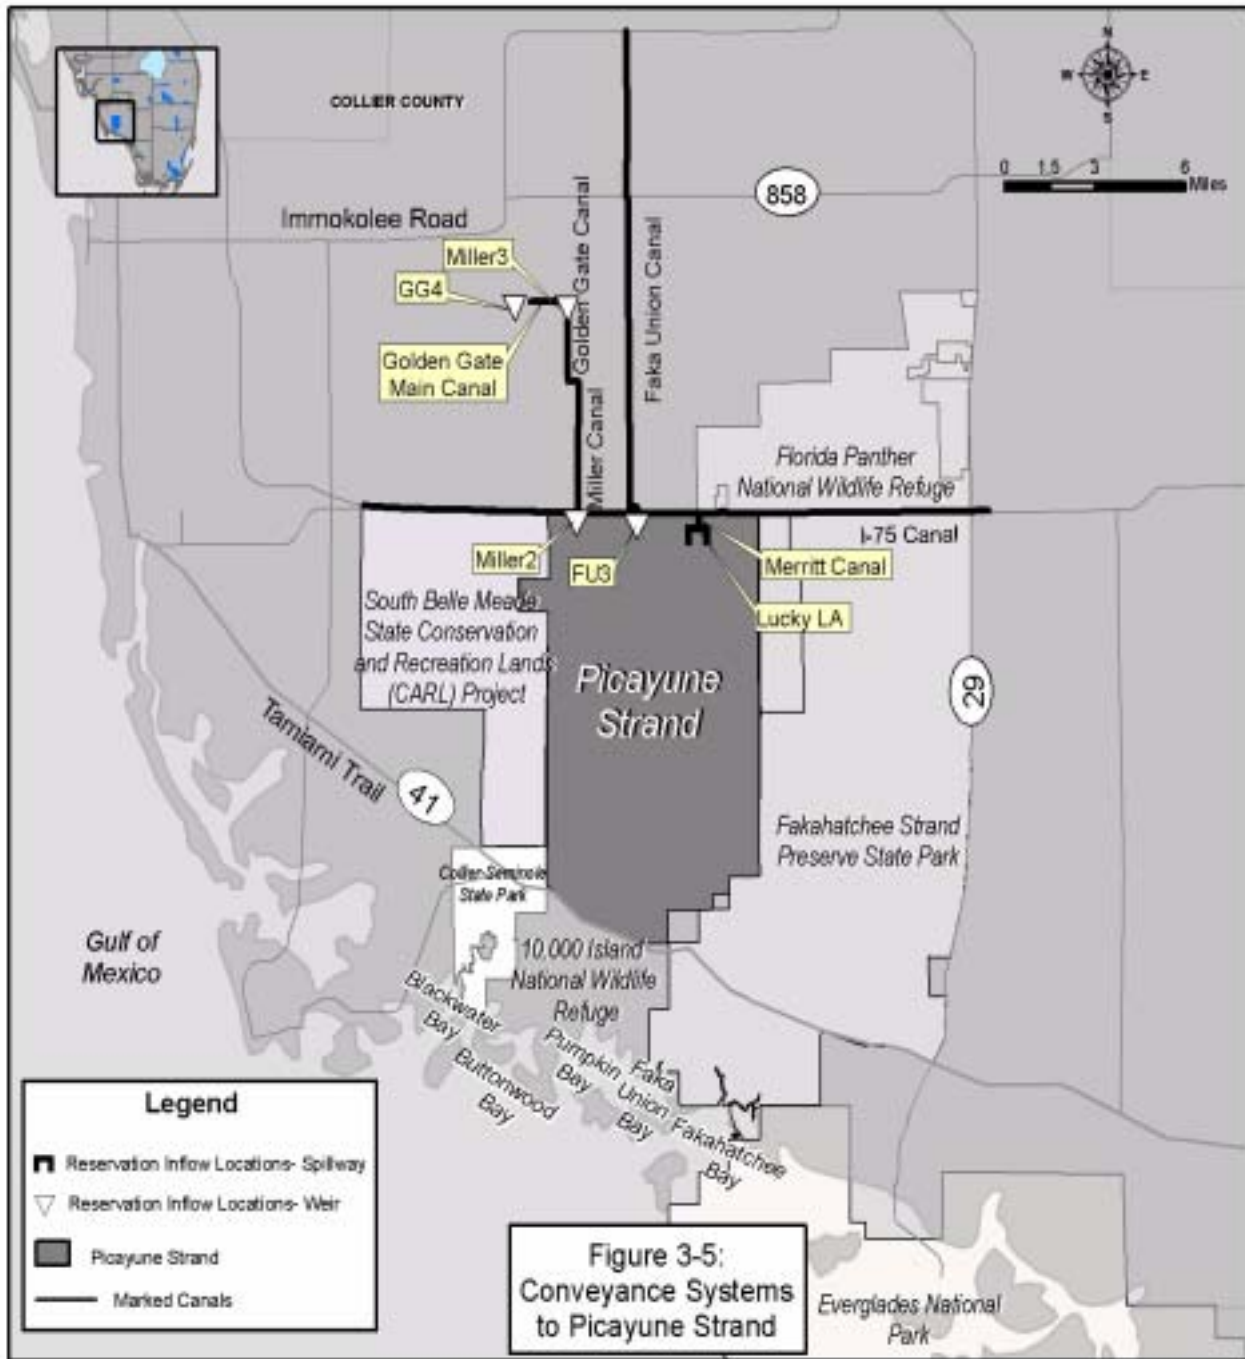 N
W E
S
COLLIER COUNTY
0 1.5 3 6
Miles
858
Immokolee Road
Miller3
GG4
Golden Gate
Main Canal
Golden Gate Canal
Miller Canal
Faka Union Canal
Florida Panther
National Wildlife Refuge
I-75 Canal
Miller2
FU3
Merritt Canal
Lucky LA
South Belle Meade
State Conservation
and Recreation Lands
(CARL) Project
Picayune
Strand
29
Tamiami Trail
41
Fakahatchee Strand
Preserve State Park
Collier-Seminole
State Park
Gulf of
Mexico
10,000 Island
National Wildlife
Refuge
Blackwater
Bay
Buttonwood
Bay
Pumpkin
Bay
Faka
Union
Bay
Fakahatchee
Bay
Legend
Reservation Inflow Locations- Spillway
Reservation Inflow Locations- Weir
Picayune Strand
Marked Canals
Figure 3-5:
Conveyance Systems
to Picayune Strand
Everglades National
Park